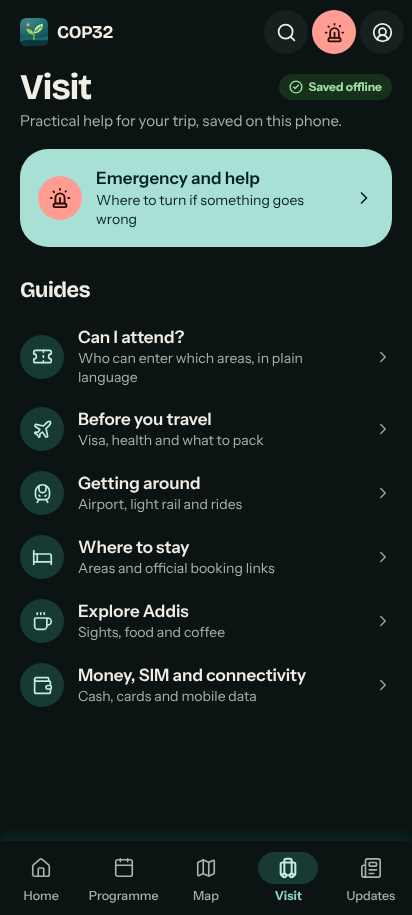 COP32
Visit
Saved offline
Practical help for your trip, saved on this phone.
Emergency and help
Where to turn if something goes
wrong
Guides
Can I attend?
Who can enter which areas, in plain
language
Before you travel
Visa, health and what to pack
Getting around
Airport, light rail and rides
Where to stay
Areas and official booking links
Explore Addis
Sights, food and coffee
Money, SIM and connectivity
Cash, cards and mobile data
Home
Programme
Map
Visit
Updates